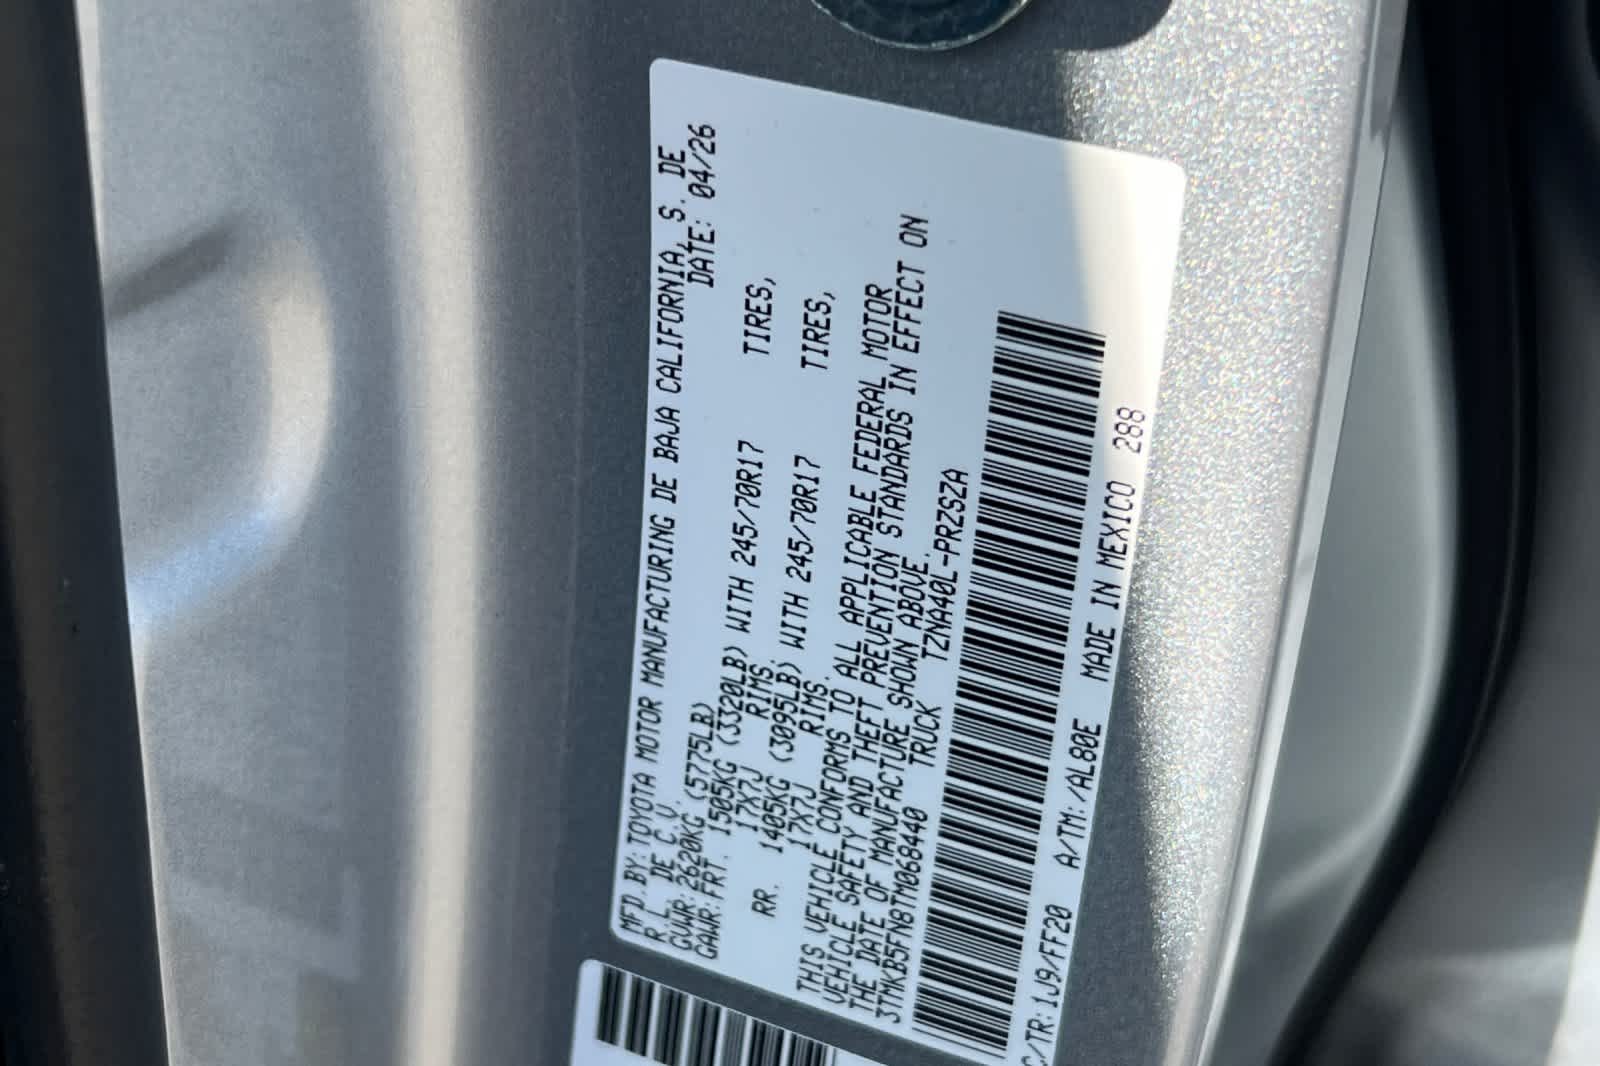 MFD.BY:TOYOTA MOTOR MANUFACTURING DE BAJA CALIFORNIA, S. DE
R.L. DE C.V. DATE: 04/26
GVWR:2620KG (5775LB)
GAWR:FRT. 1505KG (3320LB) WITH 245/70R17 TIRES,
17X7J RIMS.
RR. 1405KG (3095LB) WITH 245/70R17 TIRES,
17X7J RIMS.
THIS VEHICLE CONFORMS TO ALL APPLICABLE FEDERAL MOTOR
VEHICLE SAFETY AND THEFT PREVENTION STANDARDS IN EFFECT ON
THE DATE OF MANUFACTURE SHOWN ABOVE.
3TMKB5FN8TM068440 TRUCK TZNA40L-PRZSZA
C/TR:1J9/FF20 A/TM:/AL80E MADE IN MEXICO 288